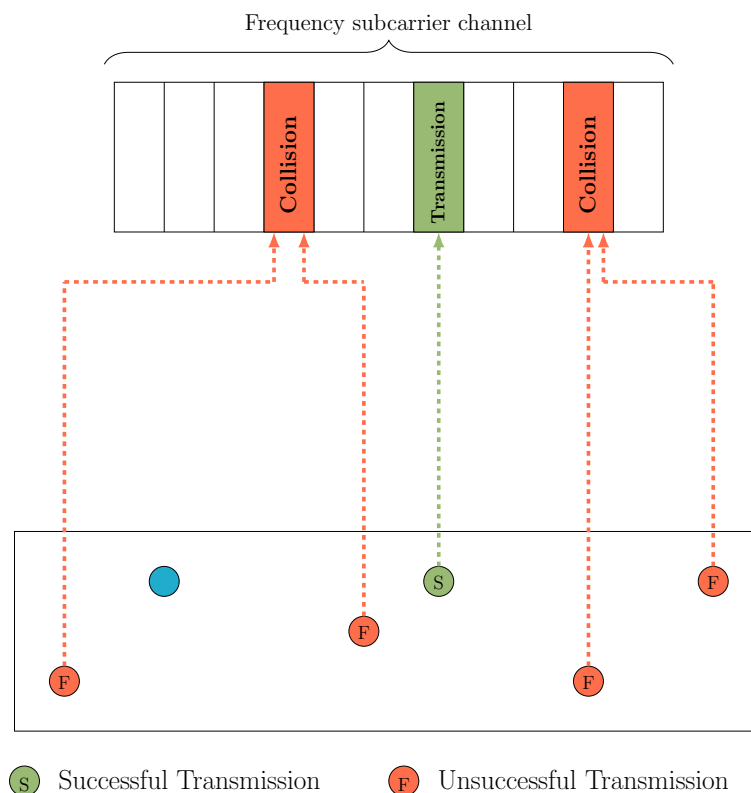 Frequency subcarrier channel
Collision
Transmission
Collision
S
F
F
F
F
S Successful Transmission
F Unsuccessful Transmission